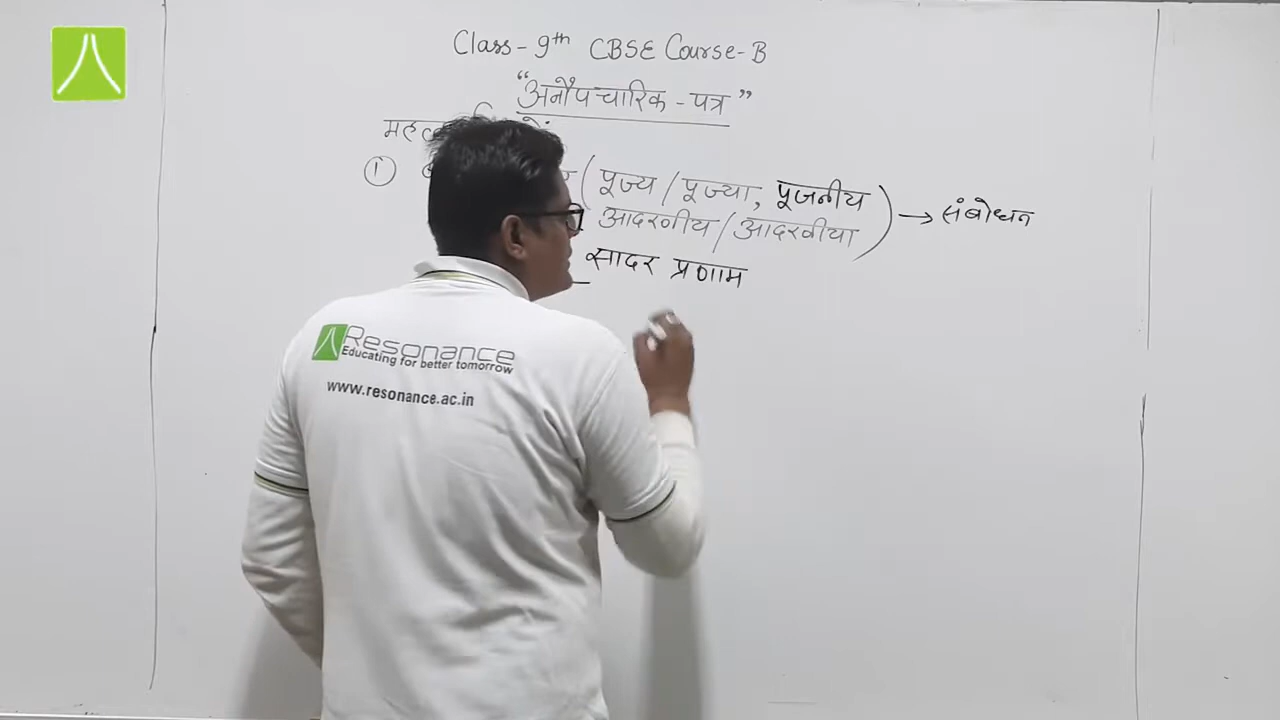 Class-9th CBSE Course-B
"अनौपचारिक-पत्र"
१ (पूज्य/पूज्या, पूजनीय
आदरणीय/आदरणीया) → संबोधन
सादर प्रणाम
Resonance
Educating for better tomorrow
www.resonance.ac.in